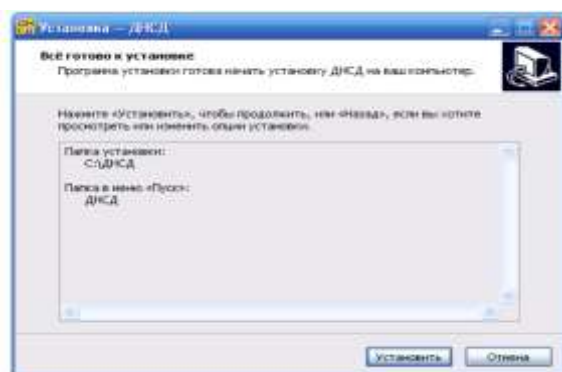 Установка — ДНСД
Всё готово к установке
Программа установки готова начать установку ДНСД на ваш компьютер.
Нажмите «Установить», чтобы продолжить, или «Назад», если вы хотите
просмотреть или изменить опции установки.
Папка установки:
C:\ДНСД
Папка в меню «Пуск»:
ДНСД
Установить
Отмена